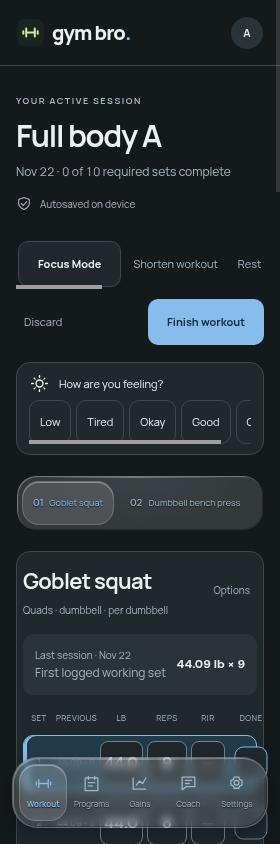 gym bro.
A
YOUR ACTIVE SESSION
Full body A
Nov 22 · 0 of 10 required sets complete
Autosaved on device
Focus Mode
Shorten workout
Rest
Discard
Finish workout
How are you feeling?
Low
Tired
Okay
Good
01 Goblet squat
02 Dumbbell bench press
Goblet squat
Options
Quads · dumbbell · per dumbbell
Last session · Nov 22
First logged working set
44.09 lb × 9
SET PREVIOUS LB REPS RIR DONE
Workout
Programs
Gains
Coach
Settings